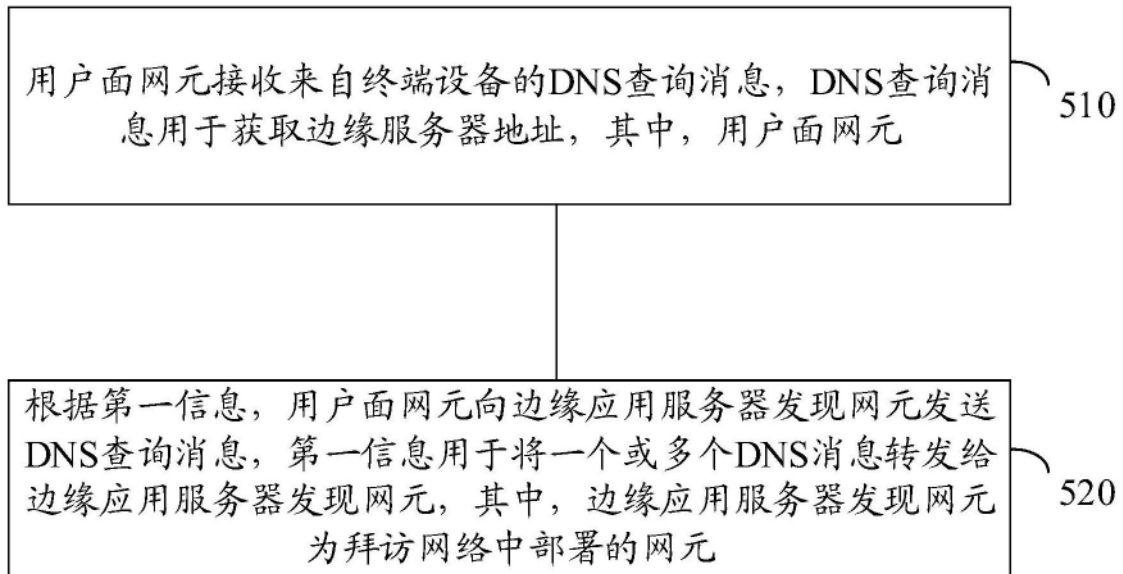 用户面网元接收来自终端设备的DNS查询消息，DNS查询消
息用于获取边缘服务器地址，其中，用户面网元
510
根据第一信息，用户面网元向边缘应用服务器发现网元发送
DNS查询消息，第一信息用于将一个或多个DNS消息转发给
边缘应用服务器发现网元，其中，边缘应用服务器发现网元
为拜访网络中部署的网元
520